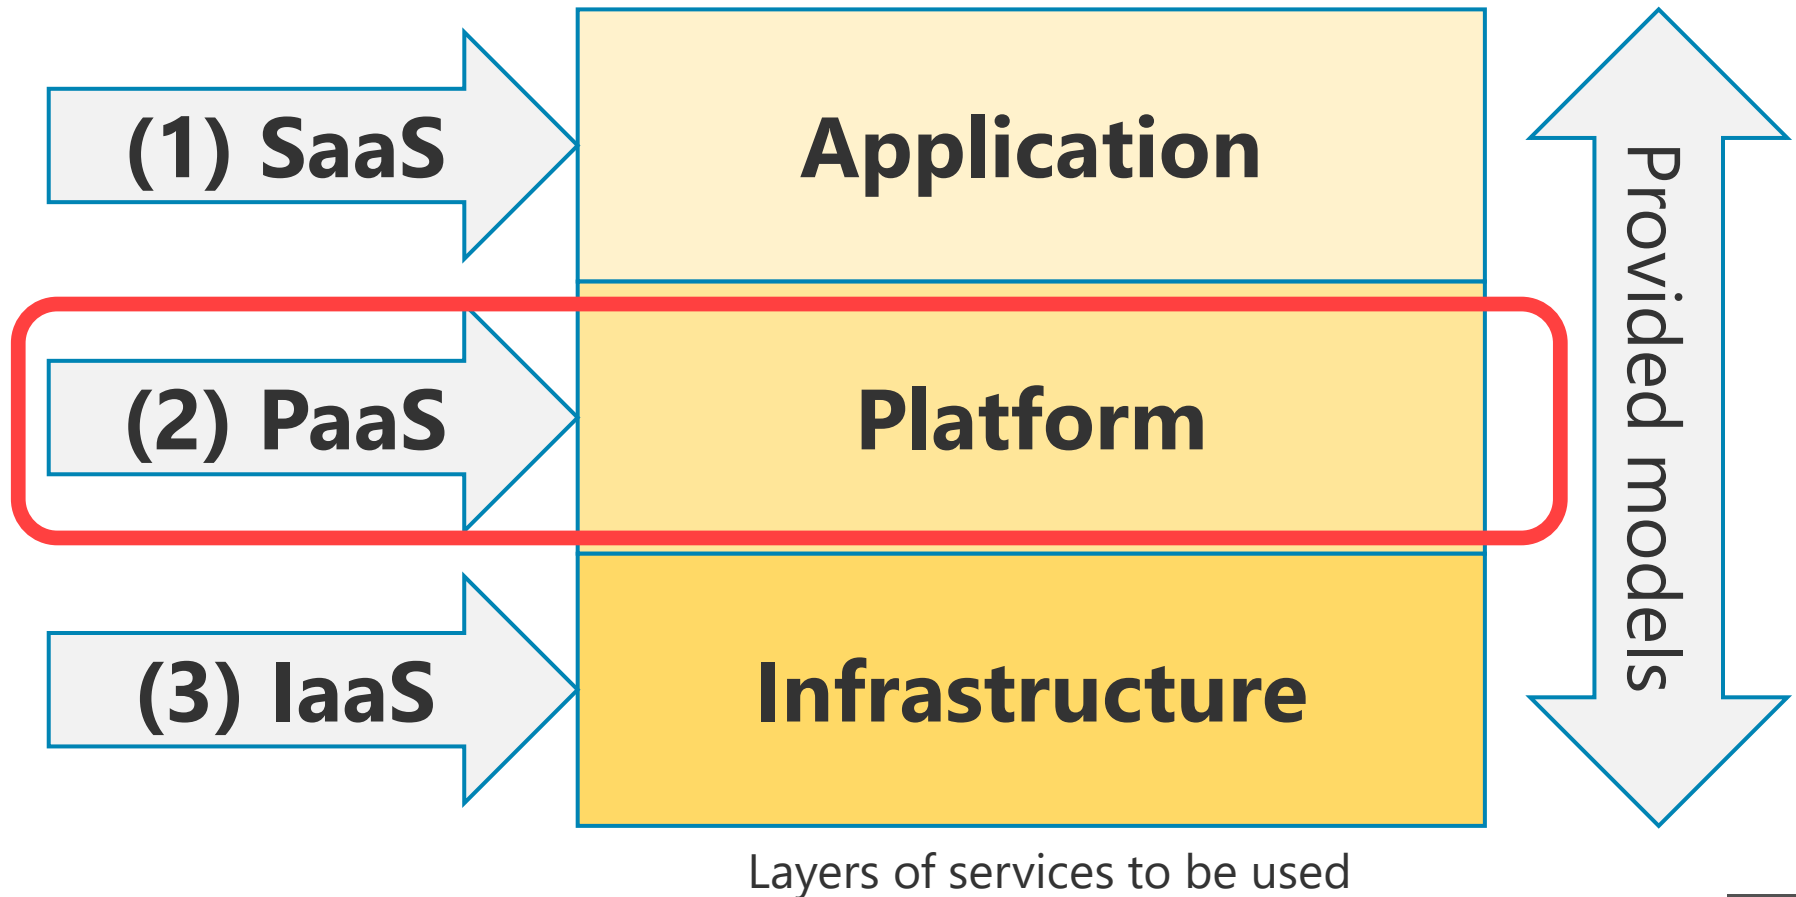 (1) SaaS
Application
(2) PaaS
Platform
(3) IaaS
Infrastructure
Provided models
Layers of services to be used